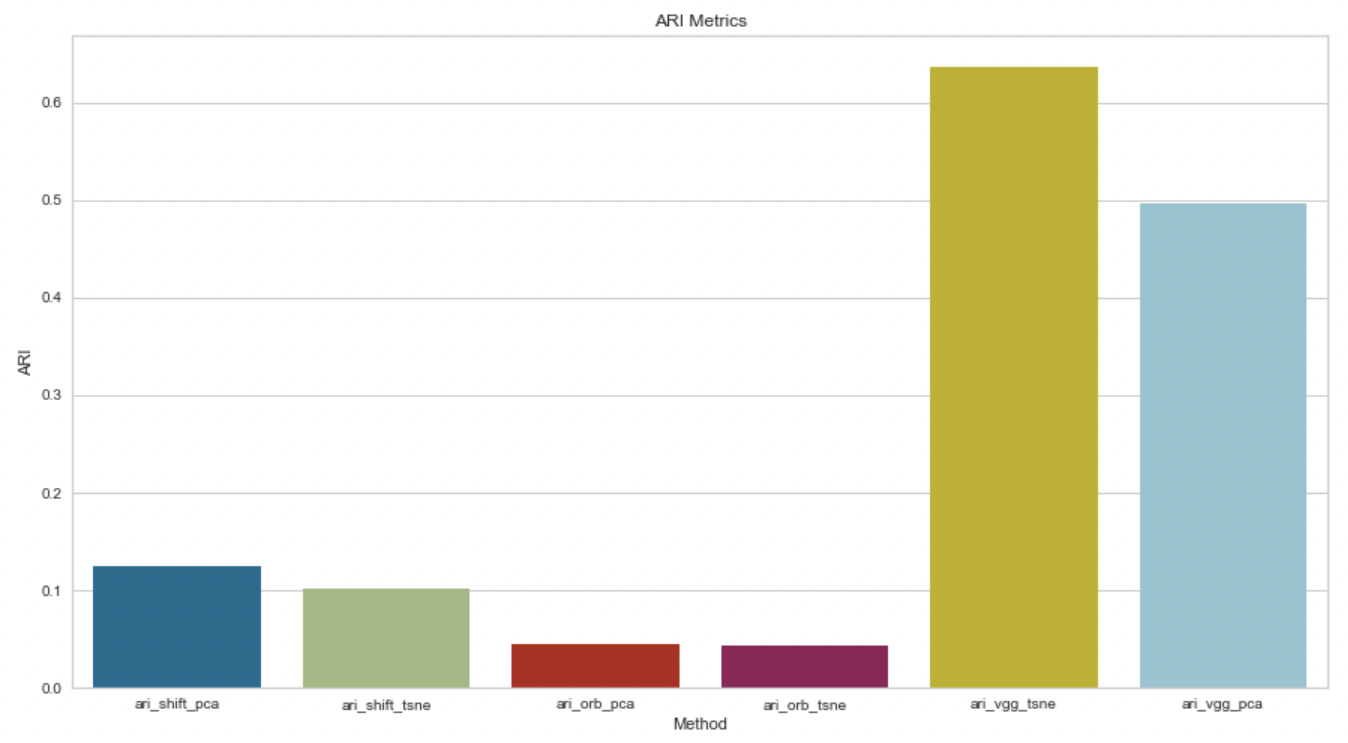 ARI Metrics
0.6
0.5
0.4
0.3
0.2
0.1
0.0
ARI
ari_shift_pca
ari_shift_tsne
ari_orb_pca
ari_orb_tsne
ari_vgg_tsne
ari_vgg_pca
Method